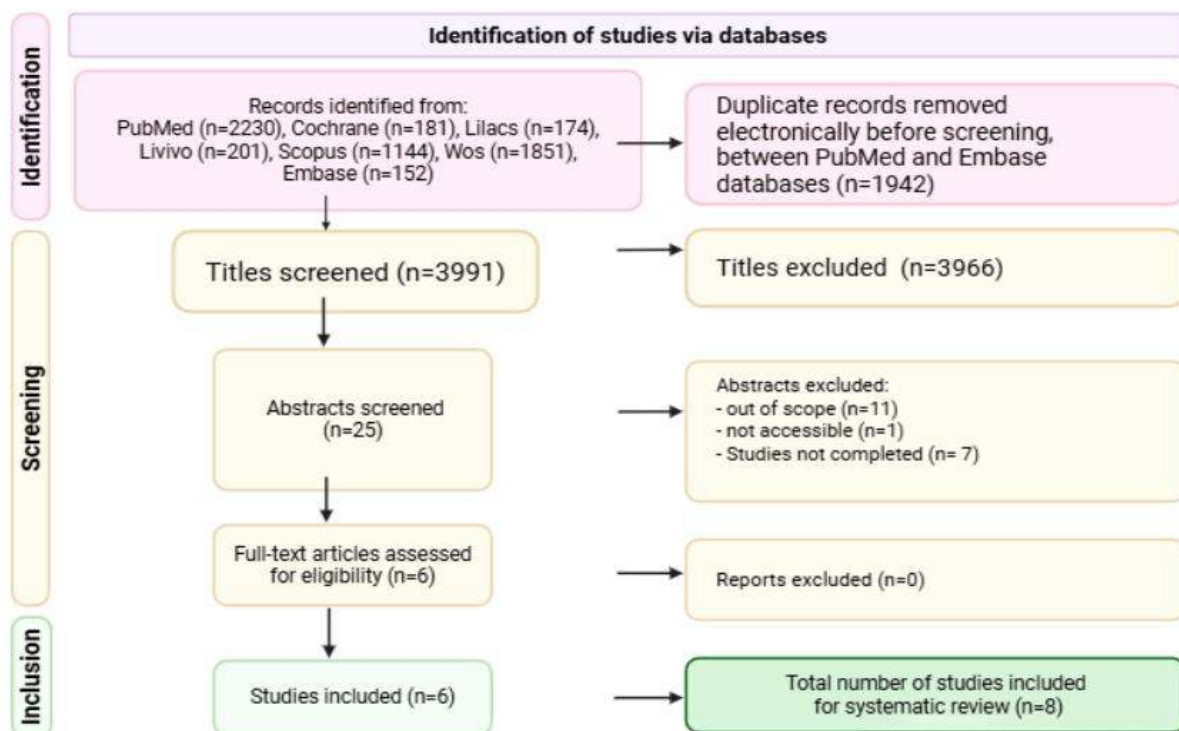 Identification of studies via databases
Identification
Records identified from:
PubMed (n=2230), Cochrane (n=181), Lilacs (n=174),
Livivo (n=201), Scopus (n=1144), Wos (n=1851),
Embase (n=152)
Duplicate records removed
electronically before screening,
between PubMed and Embase
databases (n=1942)
Screening
Titles screened (n=3991)
Titles excluded (n=3966)
Abstracts screened
(n=25)
Abstracts excluded:
- out of scope (n=11)
- not accessible (n=1)
- Studies not completed (n= 7)
Full-text articles assessed
for eligibility (n=6)
Reports excluded (n=0)
Inclusion
Studies included (n=6)
Total number of studies included
for systematic review (n=8)